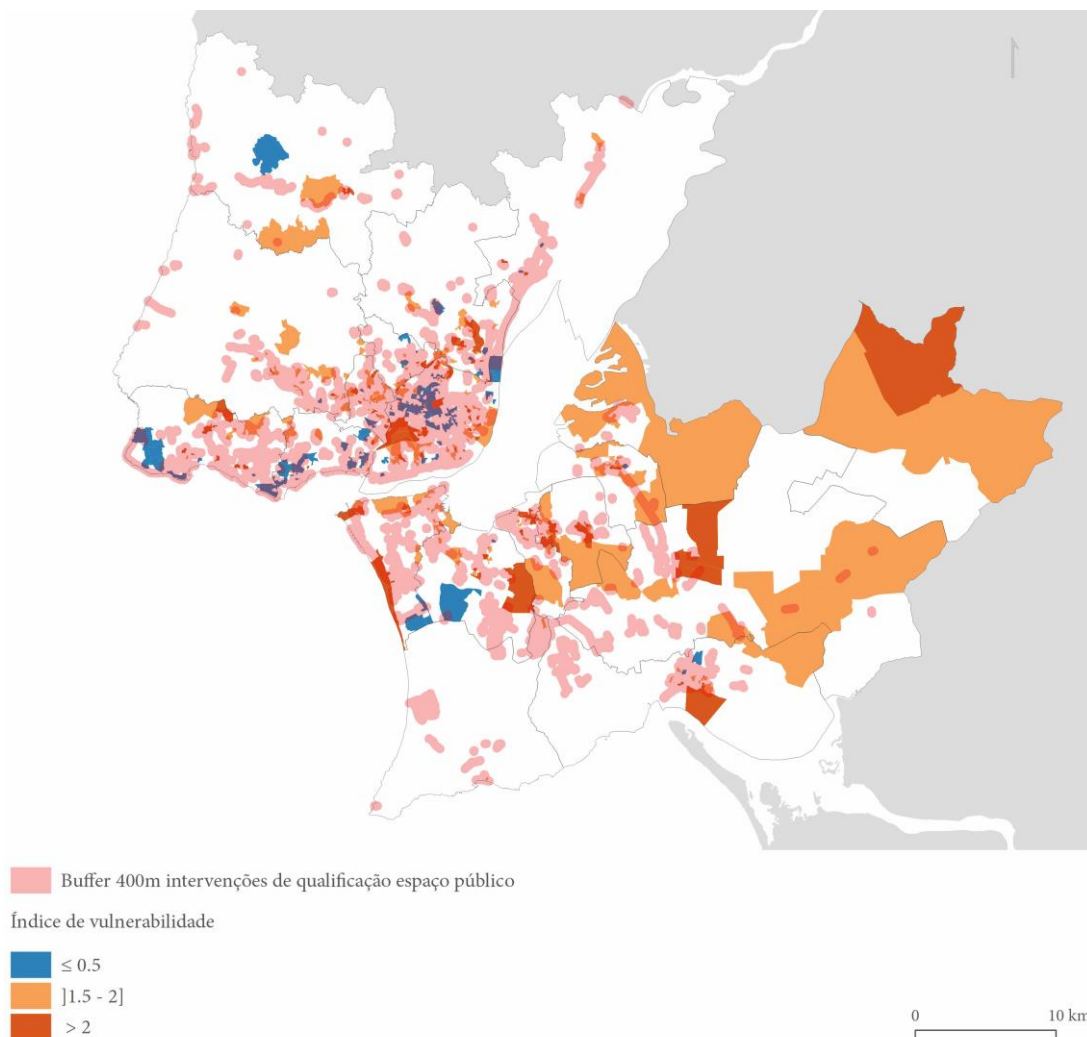 Buffer 400m intervenções de qualificação espaço público
Índice de vulnerabilidade
≤ 0.5
]1.5 - 2]
> 2
0 10 km